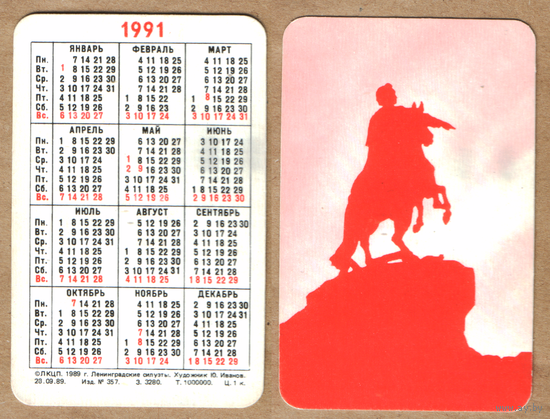 1991
ЯНВАРЬ ФЕВРАЛЬ МАРТ
Пн. 7 14 21 28 4 11 18 25 4 11 18 25
Вт. 1 8 15 22 29 5 12 19 26 5 12 19 26
Ср. 2 9 16 23 30 6 13 20 27 6 13 20 27
Чт. 3 10 17 24 31 7 14 21 28 7 14 21 28
Пт. 4 11 18 25 1 8 15 22 1 8 15 22 29
Сб. 5 12 19 26 2 9 16 23 2 9 16 23 30
Вс. 6 13 20 27 3 10 17 24 3 10 17 24 31
АПРЕЛЬ МАЙ ИЮНЬ
Пн. 1 8 15 22 29 6 13 20 27 3 10 17 24
Вт. 2 9 16 23 30 7 14 21 28 4 11 18 25
Ср. 3 10 17 24 1 8 15 22 29 5 12 19 26
Чт. 4 11 18 25 2 9 16 23 30 6 13 20 27
Пт. 5 12 19 26 3 10 17 24 31 7 14 21 28
Сб. 6 13 20 27 4 11 18 25 1 8 15 22 29
Вс. 7 14 21 28 5 12 19 26 2 9 16 23 30
ИЮЛЬ АВГУСТ СЕНТЯБРЬ
Пн. 1 8 15 22 29 5 12 19 26 2 9 16 23 30
Вт. 2 9 16 23 30 6 13 20 27 3 10 17 24
Ср. 3 10 17 24 31 7 14 21 28 4 11 18 25
Чт. 4 11 18 25 1 8 15 22 29 5 12 19 26
Пт. 5 12 19 26 2 9 16 23 30 6 13 20 27
Сб. 6 13 20 27 3 10 17 24 31 7 14 21 28
Вс. 7 14 21 28 4 11 18 25 1 8 15 22 29
ОКТЯБРЬ НОЯБРЬ ДЕКАБРЬ
Пн. 7 14 21 28 4 11 18 25 2 9 16 23 30
Вт. 1 8 15 22 29 5 12 19 26 3 10 17 24 31
Ср. 2 9 16 23 30 6 13 20 27 4 11 18 25
Чт. 3 10 17 24 31 7 14 21 28 5 12 19 26
Пт. 4 11 18 25 1 8 15 22 29 6 13 20 27
Сб. 5 12 19 26 2 9 16 23 30 7 14 21 28
Вс. 6 13 20 27 3 10 17 24 1 8 15 22 29
©ЛКЦП. 1989 г. Ленинградские силуэты. Художник Ю. Иванов.
20.09.89. Изд. № 357. З. 3280. Т. 1000000. Ц. 1 к.